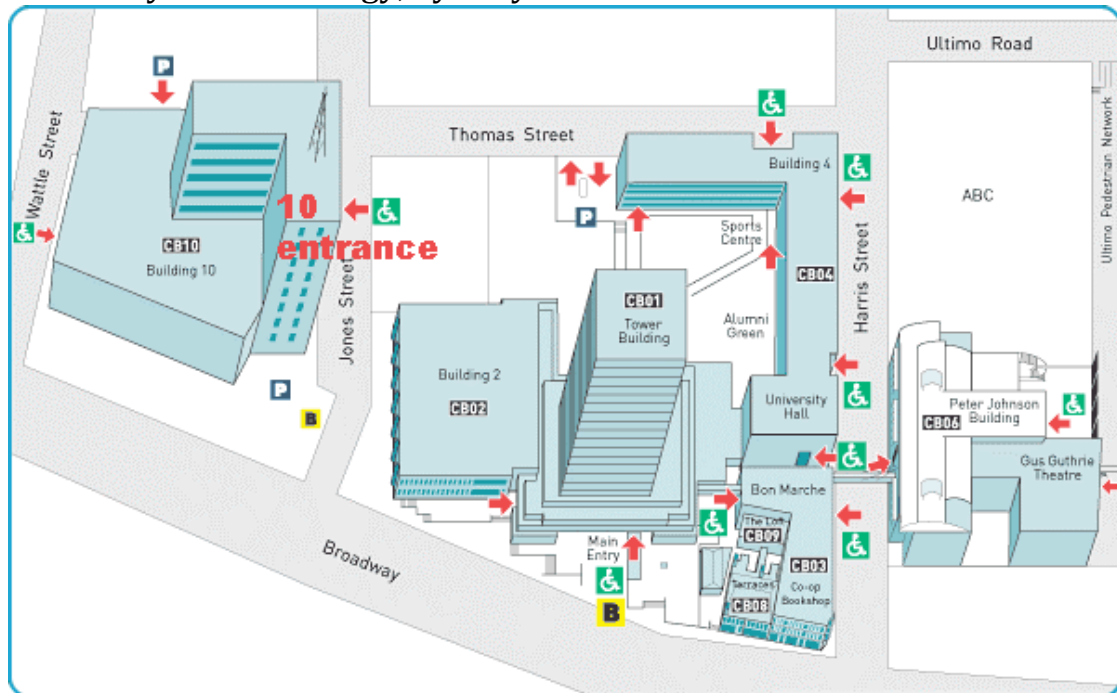 Ultimo Road
P
Wattle Street
Thomas Street
Building 4
Ultimo Pedestrian Network
ABC
10
entrance
P
Sports
Centre
CB10
Building 10
CB04
Harris Street
CB01
Tower
Building
Alumni
Green
Jones Street
Building 2
CB02
P
B
University
Hall
Peter Johnson
CB06
Building
Gus Guthrie
Theatre
Bon Marche
The Loft
CB09
Main
Entry
Broadway
CB03
Terraces
Co-op
Bookshop
CB08
B